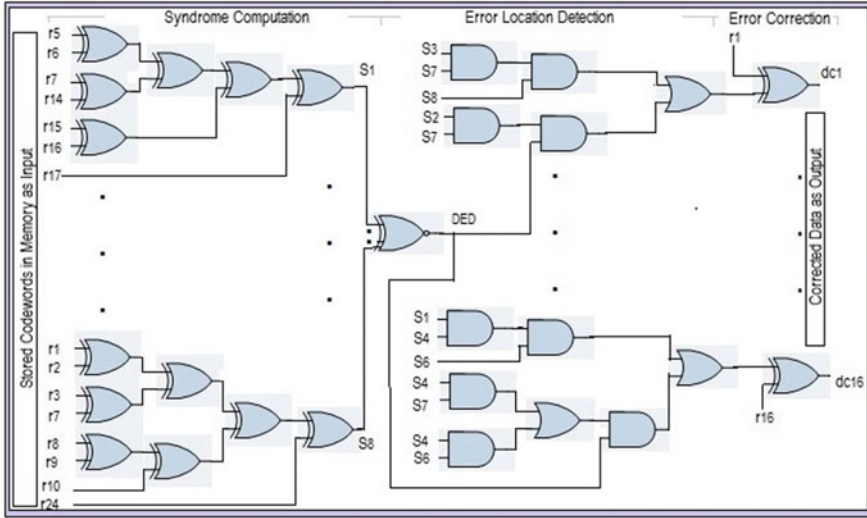 Syndrome Computation
Error Location Detection
Error Correction
Stored Codewords in Memory as Input
r5
r6
r7
r14
r15
r16
r17
S1
r1
r2
r3
r7
r8
r9
r10
r24
S8
DED
S3
S7
S8
S2
S7
S1
S4
S6
S4
S7
S4
S6
r1
dc1
Corrected Data as Output
dc16
r16